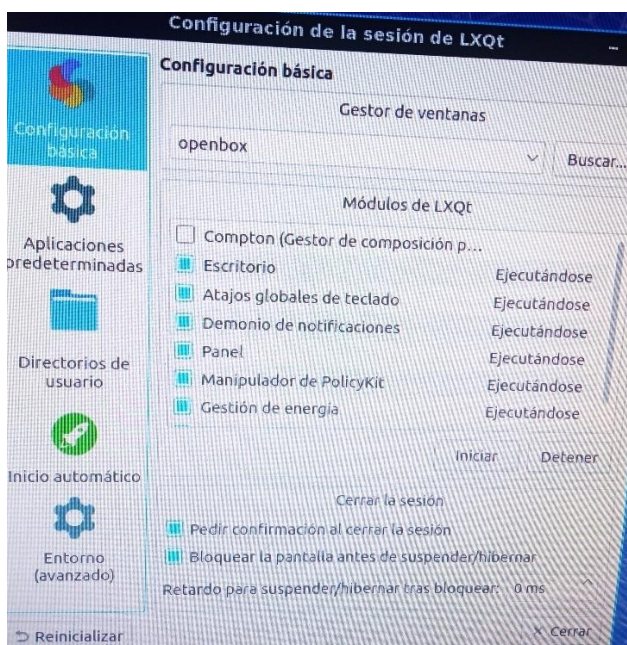 Configuración de la sesión de LXQt
Configuración básica
Configuración
básica
Aplicaciones
predeterminadas
Directorios de
usuario
Inicio automático
Entorno
(avanzado)
Gestor de ventanas
openbox
Buscar...
Módulos de LXQt
Compton (Gestor de composición p...
Escritorio Ejecutándose
Atajos globales de teclado Ejecutándose
Demonio de notificaciones Ejecutándose
Panel Ejecutándose
Manipulador de PolicyKit Ejecutándose
Gestión de energía Ejecutándose
Iniciar Detener
Cerrar la sesión
Pedir confirmación al cerrar la sesión
Bloquear la pantalla antes de suspender/hibernar
Retardo para suspender/hibernar tras bloquear: 0 ms
Reinicializar
Cerrar